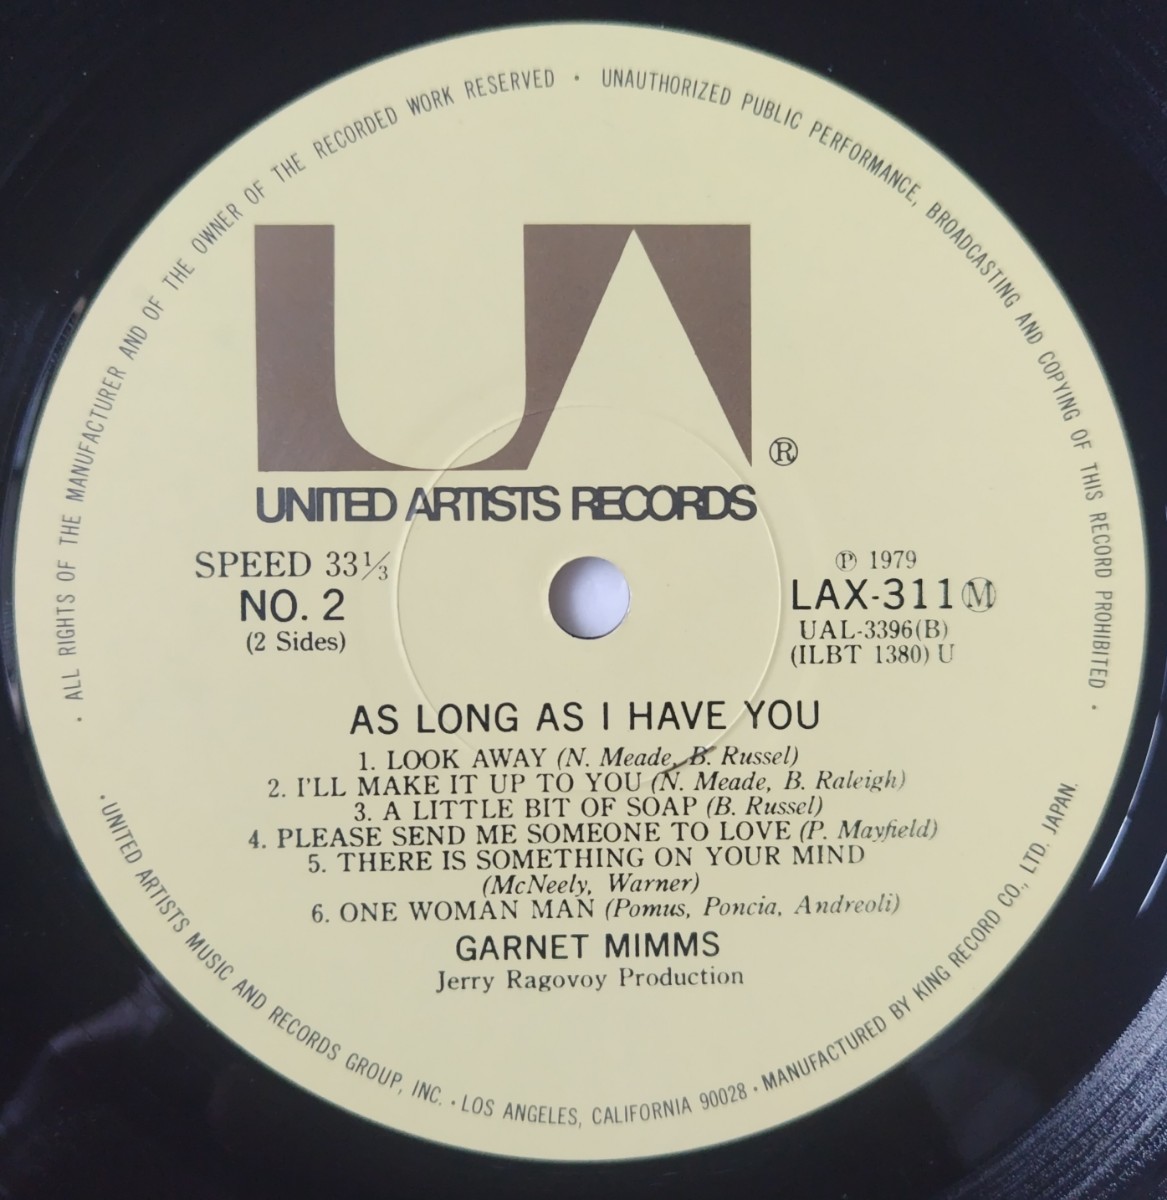 · ALL RIGHTS OF THE MANUFACTURER AND OF THE OWNER OF THE RECORDED WORK RESERVED · UNAUTHORIZED PUBLIC PERFORMANCE, BROADCASTING AND COPYING OF THIS RECORD PROHIBITED ·
UA ®
UNITED ARTISTS RECORDS
SPEED 33⅓
NO. 2
(2 Sides)
Ⓟ 1979
LAX-311 Ⓜ
UAL-3396(B)
(ILBT 1380) U
AS LONG AS I HAVE YOU
1. LOOK AWAY (N. Meade, B. Russel)
2. I'LL MAKE IT UP TO YOU (N. Meade, B. Raleigh)
3. A LITTLE BIT OF SOAP (B. Russel)
4. PLEASE SEND ME SOMEONE TO LOVE (P. Mayfield)
5. THERE IS SOMETHING ON YOUR MIND
(McNeely, Warner)
6. ONE WOMAN MAN (Pomus, Poncia, Andreoli)
GARNET MIMMS
Jerry Ragovoy Production
· UNITED ARTISTS MUSIC AND RECORDS GROUP, INC. · LOS ANGELES, CALIFORNIA 90028 · MANUFACTURED BY KING RECORD CO., LTD. JAPAN.